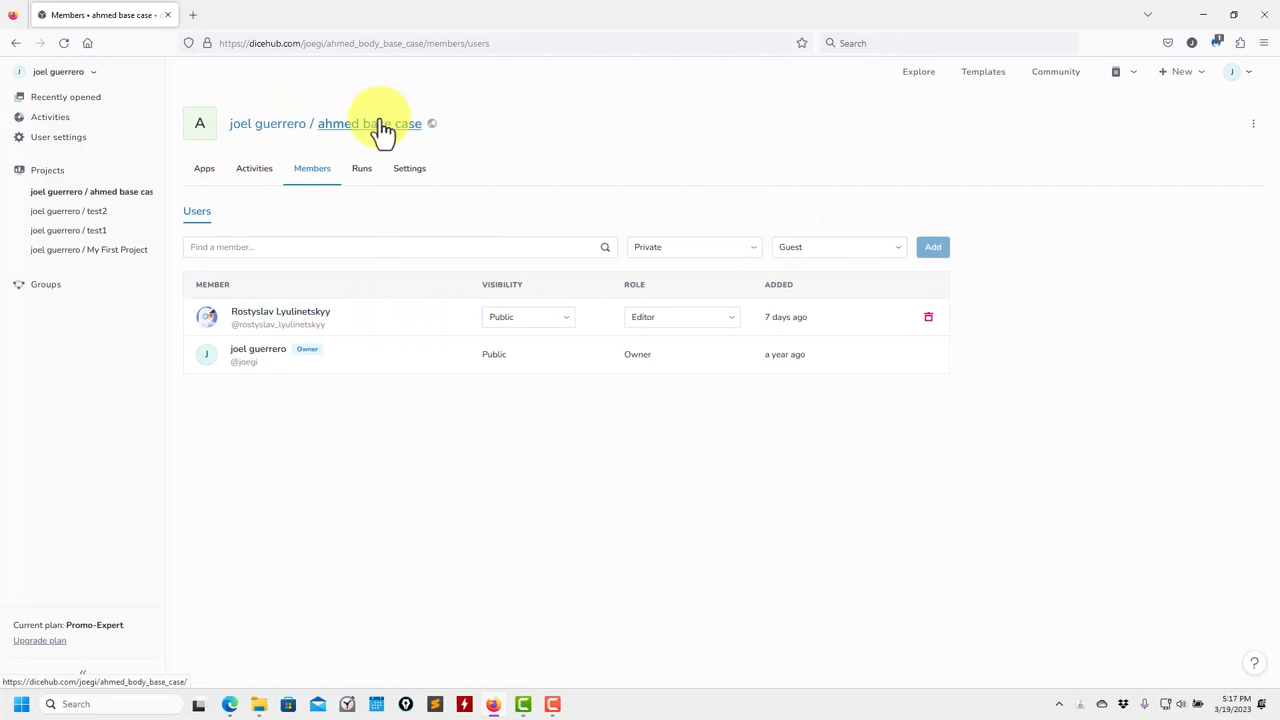 Members • ahmed base case •
https://dicehub.com/joegi/ahmed_body_base_case/members/users
Search
1
joel guerrero
Explore
Templates
Community
New
J
Recently opened
Activities
User settings
A
joel guerrero / ahmed base case
Apps
Activities
Members
Runs
Settings
Projects
joel guerrero / ahmed base cas
joel guerrero / test2
joel guerrero / test1
joel guerrero / My First Project
Groups
Users
Find a member...
Private
Guest
Add
MEMBER
VISIBILITY
ROLE
ADDED
Rostyslav Lyulinetskyy
@rostyslav_lyulinetskyy
Public
Editor
7 days ago
J
joel guerrero
Owner
@joegi
Public
Owner
a year ago
Current plan: Promo-Expert
Upgrade plan
https://dicehub.com/joegi/ahmed_body_base_case/
?
Search
5:17 PM
3/19/2023